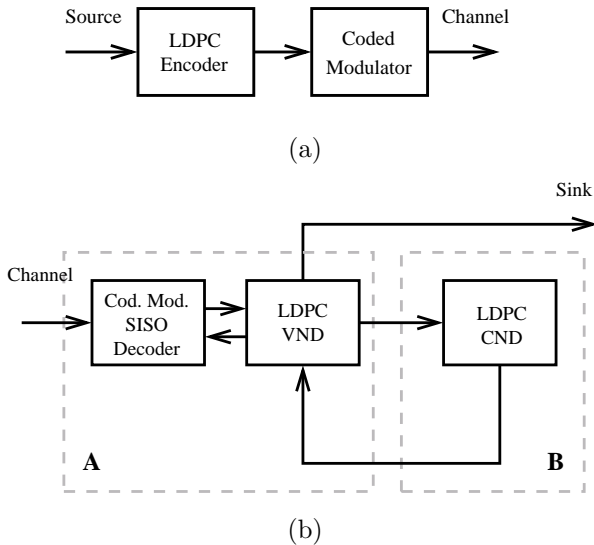 Source
LDPC
Encoder
Coded
Modulator
Channel
(a)
Sink
Channel
Cod. Mod.
SISO
Decoder
LDPC
VND
LDPC
CND
A
B
(b)